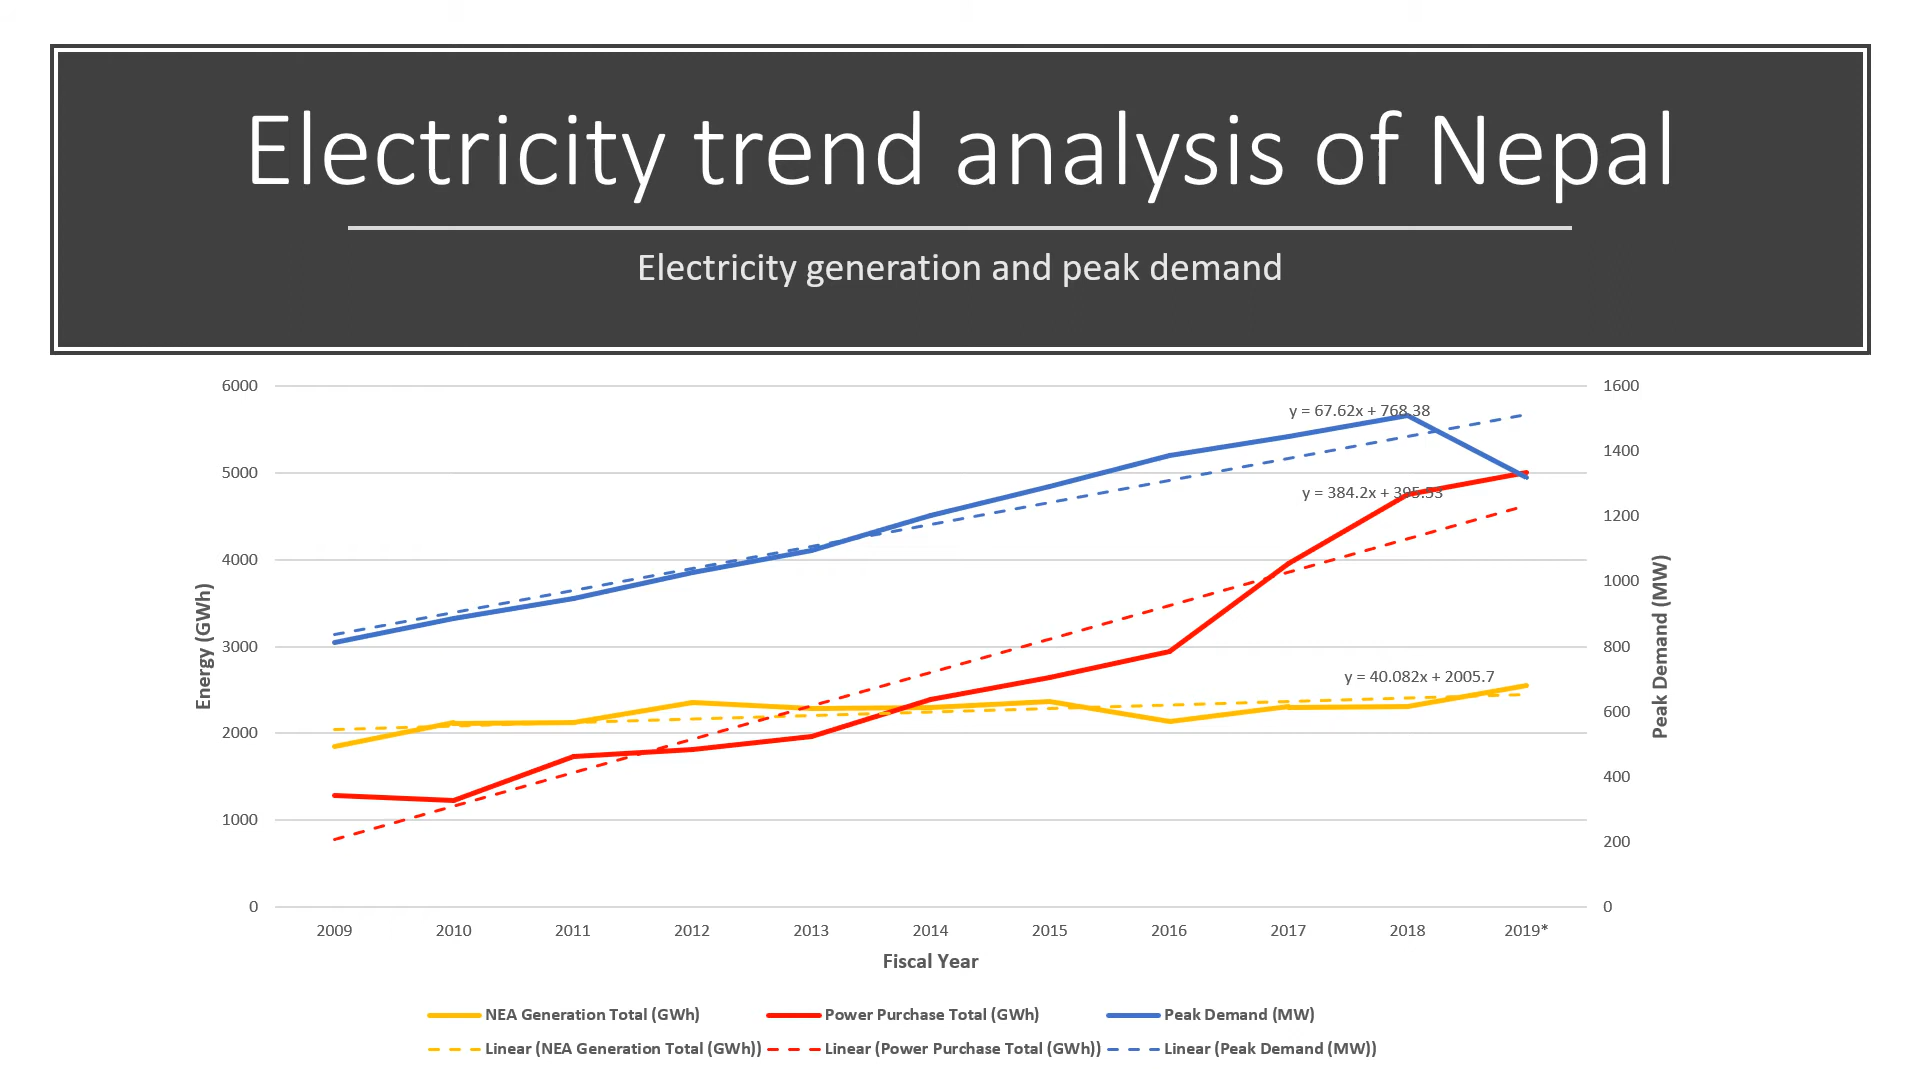 Electricity trend analysis of Nepal
Electricity generation and peak demand
6000
5000
4000
3000
2000
1000
0
Energy (GWh)
1600
1400
1200
1000
800
600
400
200
0
Peak Demand (MW)
y = 67.62x + 768.38
y = 384.2x + 395.53
y = 40.082x + 2005.7
2009 2010 2011 2012 2013 2014 2015 2016 2017 2018 2019*
Fiscal Year
NEA Generation Total (GWh) Power Purchase Total (GWh) Peak Demand (MW)
Linear (NEA Generation Total (GWh)) Linear (Power Purchase Total (GWh)) Linear (Peak Demand (MW))